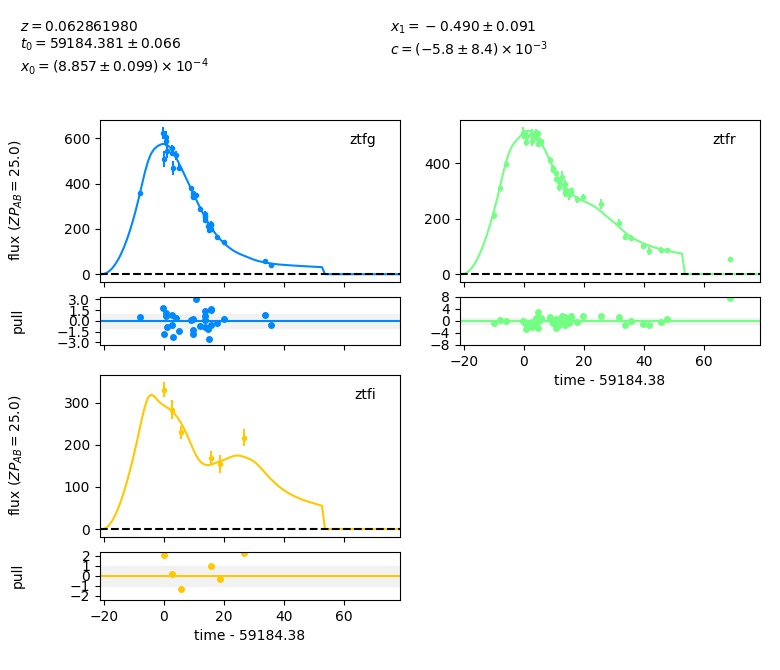 z = 0.062861980
t₀ = 59184.381 ± 0.066
x₀ = (8.857 ± 0.099) × 10⁻⁴
x₁ = −0.490 ± 0.091
c = (−5.8 ± 8.4) × 10⁻³
ztfg
flux (ZP_AB = 25.0)
600
400
200
0
ztfr
400
200
0
pull
3.0
1.5
0.0
−1.5
−3.0
8
4
0
−4
−8
−20 0 20 40 60
time - 59184.38
ztfi
flux (ZP_AB = 25.0)
300
200
100
0
pull
2
1
0
−1
−2
−20 0 20 40 60
time - 59184.38